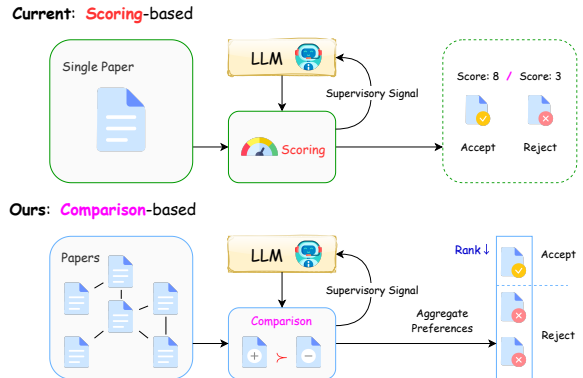 Current: Scoring-based
Single Paper
LLM
Supervisory Signal
Scoring
Score: 8 / Score: 3
Accept
Reject
Ours: Comparison-based
Papers
LLM
Supervisory Signal
Comparison
+ ≻ −
Aggregate
Preferences
Rank↓
Accept
Reject